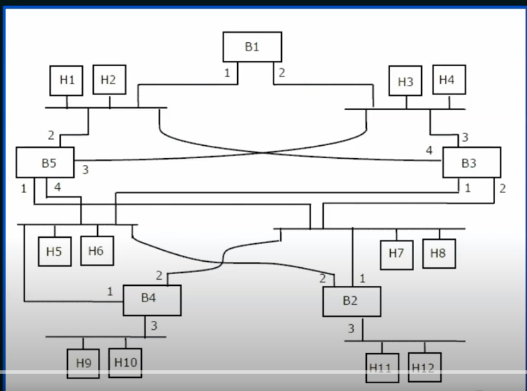 B1
1 2
H1 H2 H3 H4
2 3
B5 3 4 B3
1 4 1 2
H5 H6 H7 H8
2 2 1
1 B4 B2
3 3
H9 H10 H11 H12